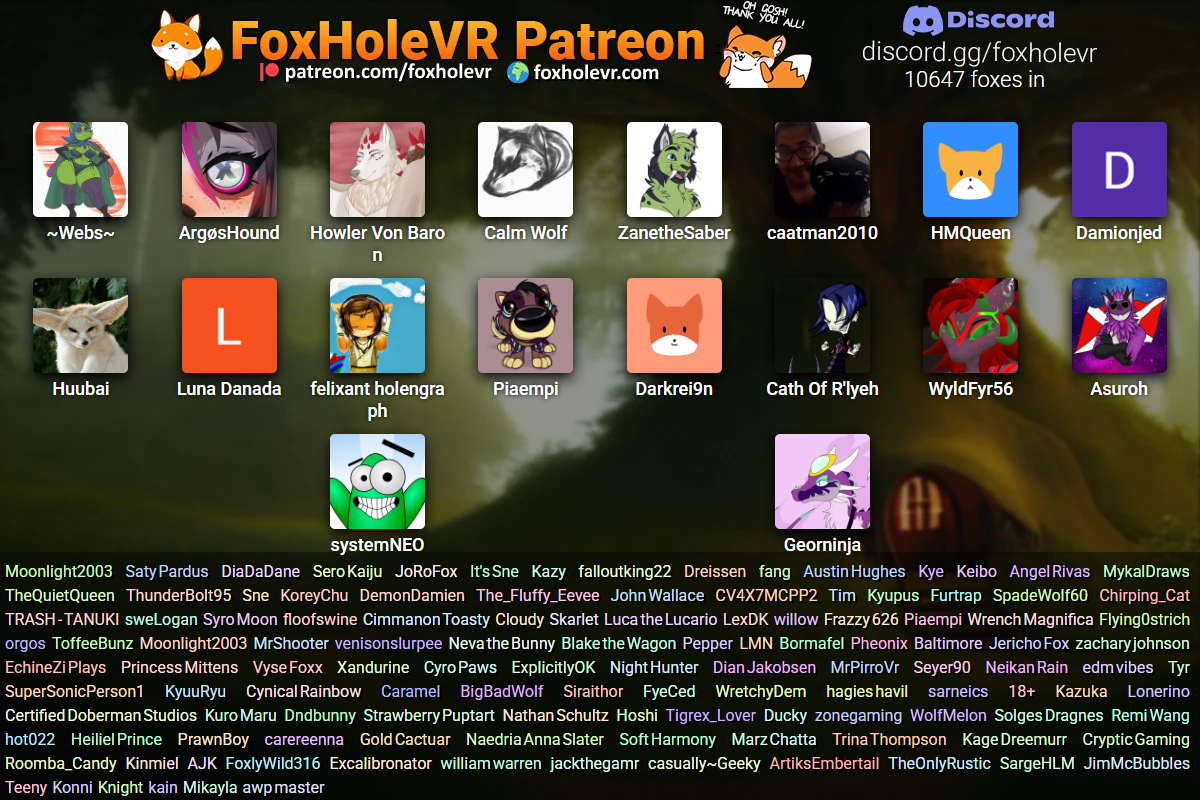 FoxHoleVR Patreon
OH GOSH!
THANK YOU ALL!
Discord
patreon.com/foxholevr foxholevr.com
discord.gg/foxholevr
10647 foxes in
~Webs~ ArgøsHound Howler Von Baro
n Calm Wolf ZanetheSaber caatman2010 HMQueen D Damionjed
Huubai L Luna Danada felixant holengra
ph Piaempi Darkrei9n Cath Of R'lyeh WyldFyr56 Asuroh
systemNEO Georninja
Moonlight2003 Saty Pardus DiaDaDane Sero Kaiju JoRoFox It's Sne Kazy falloutking22 Dreissen fang Austin Hughes Kye Keibo Angel Rivas MykalDraws
TheQuietQueen ThunderBolt95 Sne KoreyChu DemonDamien The_Fluffy_Eevee John Wallace CV4X7MCPP2 Tim Kyupus Furtrap SpadeWolf60 Chirping_Cat
TRASH-TANUKI sweLogan Syro Moon floofswine Cimmanon Toasty Cloudy Skarlet Luca the Lucario LexDK willow Frazzy 626 Piaempi Wrench Magnifica Flying0strich
orgos ToffeeBunz Moonlight2003 MrShooter venisonslurpee Neva the Bunny Blake the Wagon Pepper LMN Bormafel Pheonix Baltimore Jericho Fox zachary johnson
EchineZi Plays Princess Mittens Vyse Foxx Xandurine Cyro Paws ExplicitlyOK Night Hunter Dian Jakobsen MrPirroVr Seyer90 Neikan Rain edm vibes Tyr
SuperSonicPerson1 KyuuRyu Cynical Rainbow Caramel BigBadWolf Siraithor FyeCed WretchyDem hagies havil sarneics 18+ Kazuka Lonerino
Certified Doberman Studios Kuro Maru Dndbunny Strawberry Puptart Nathan Schultz Hoshi Tigrex_Lover Ducky zonegaming WolfMelon Solges Dragnes Remi Wang
hot022 Heiliel Prince PrawnBoy carereenna Gold Cactuar Naedria Anna Slater Soft Harmony Marz Chatta Trina Thompson Kage Dreemurr Cryptic Gaming
Roomba_Candy Kinmiel AJK FoxlyWild316 Excalibronator william warren jackthegamr casually~Geeky ArtiksEmbertail TheOnlyRustic SargeHLM JimMcBubbles
Teeny Konni Knight kain Mikayla awp master